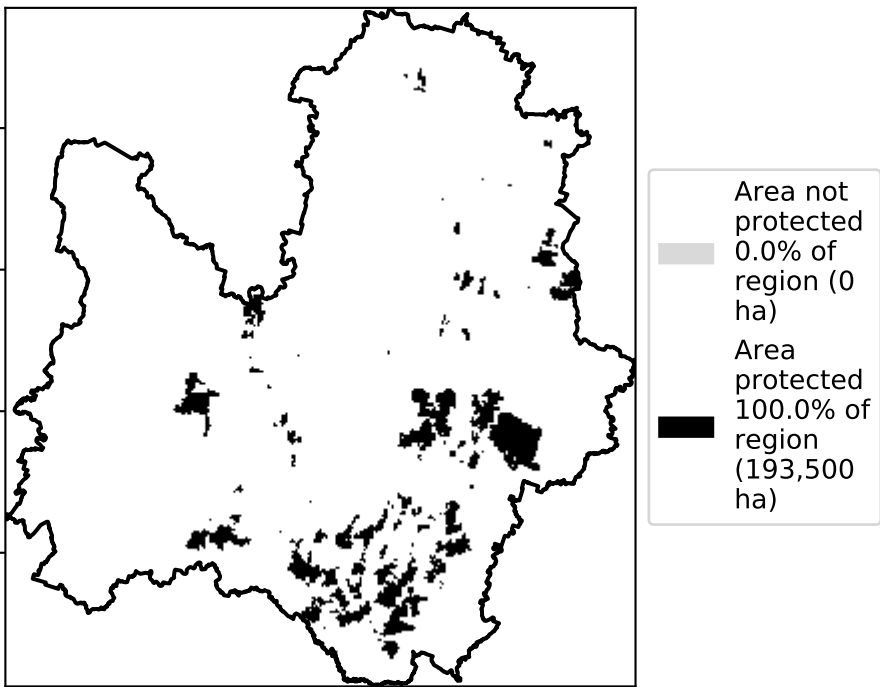 Area not
protected
0.0% of
region (0
ha)
Area
protected
100.0% of
region
(193,500
ha)